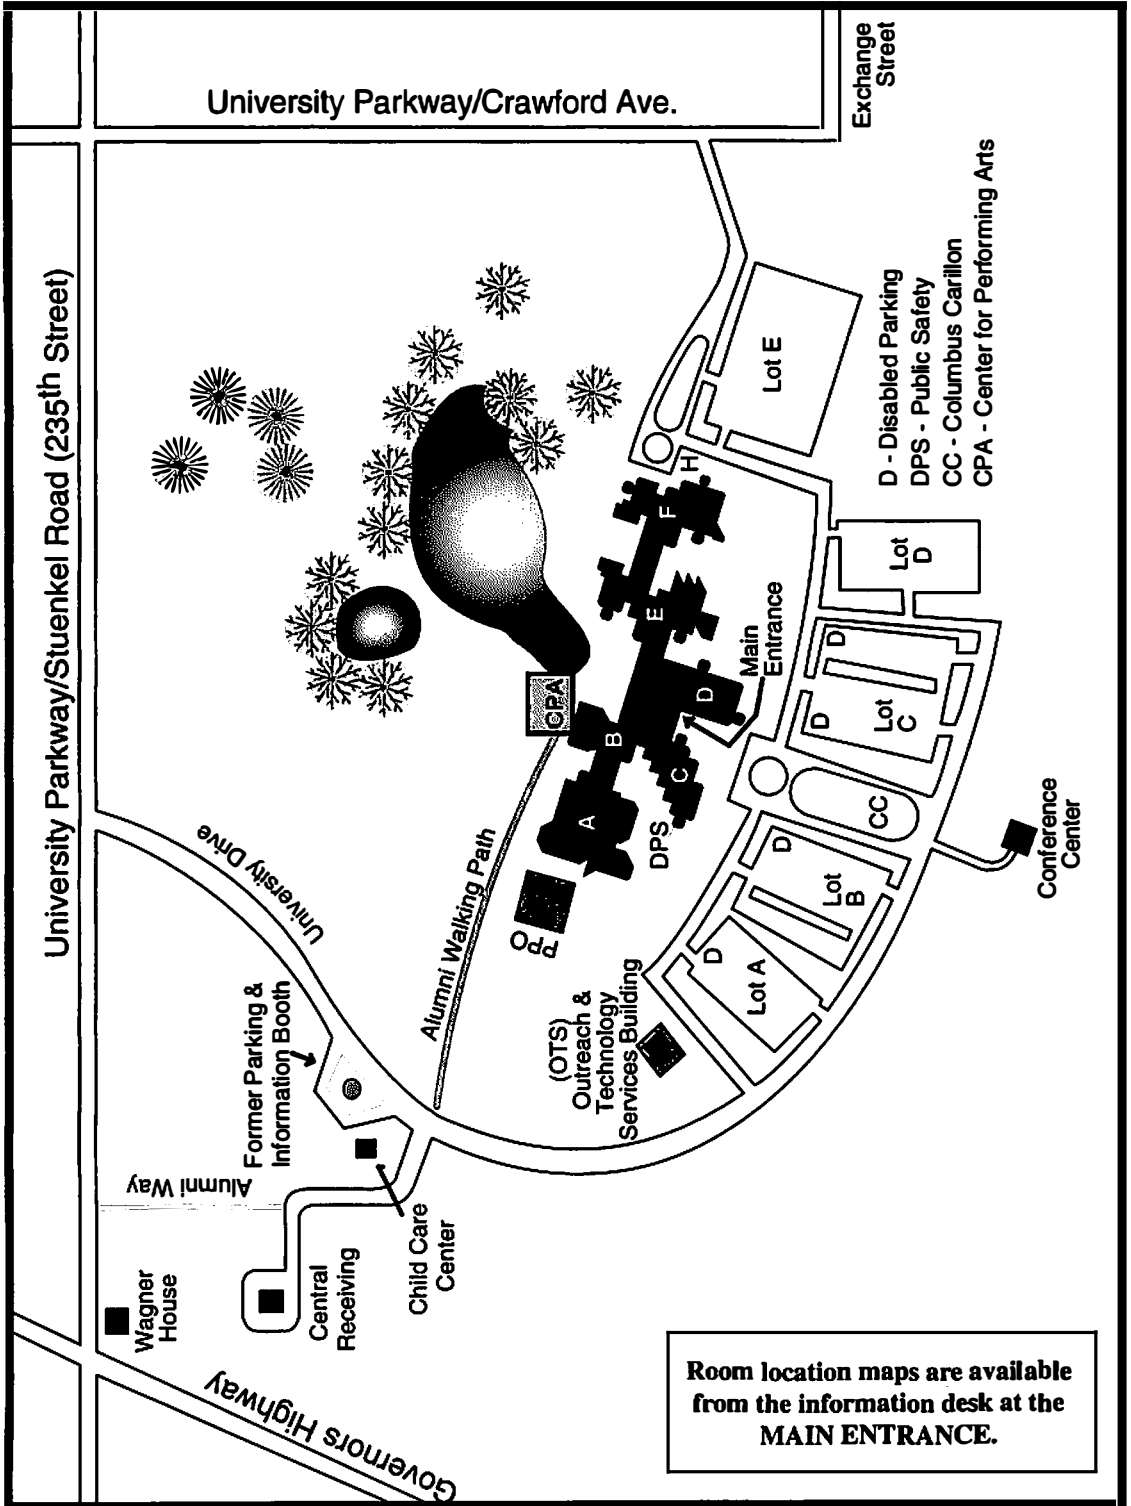 University Parkway/Crawford Ave.
Exchange
Street
University Parkway/Stuenkel Road (235th Street)
D - Disabled Parking
DPS - Public Safety
CC - Columbus Carillon
CPA - Center for Performing Arts
Lot E
H
F
E
D
B
C
A
CPA
Main
Entrance
DPS
PPO
Lot
D
D
D
Lot
C
CC
D
Lot
B
D
Lot A
Conference
Center
University Drive
Alumni Walking Path
(OTS)
Outreach &
Technology
Services Building
Former Parking &
Information Booth
Alumni Way
Child Care
Center
Central
Receiving
Wagner
House
Governors Highway
Room location maps are available
from the information desk at the
MAIN ENTRANCE.